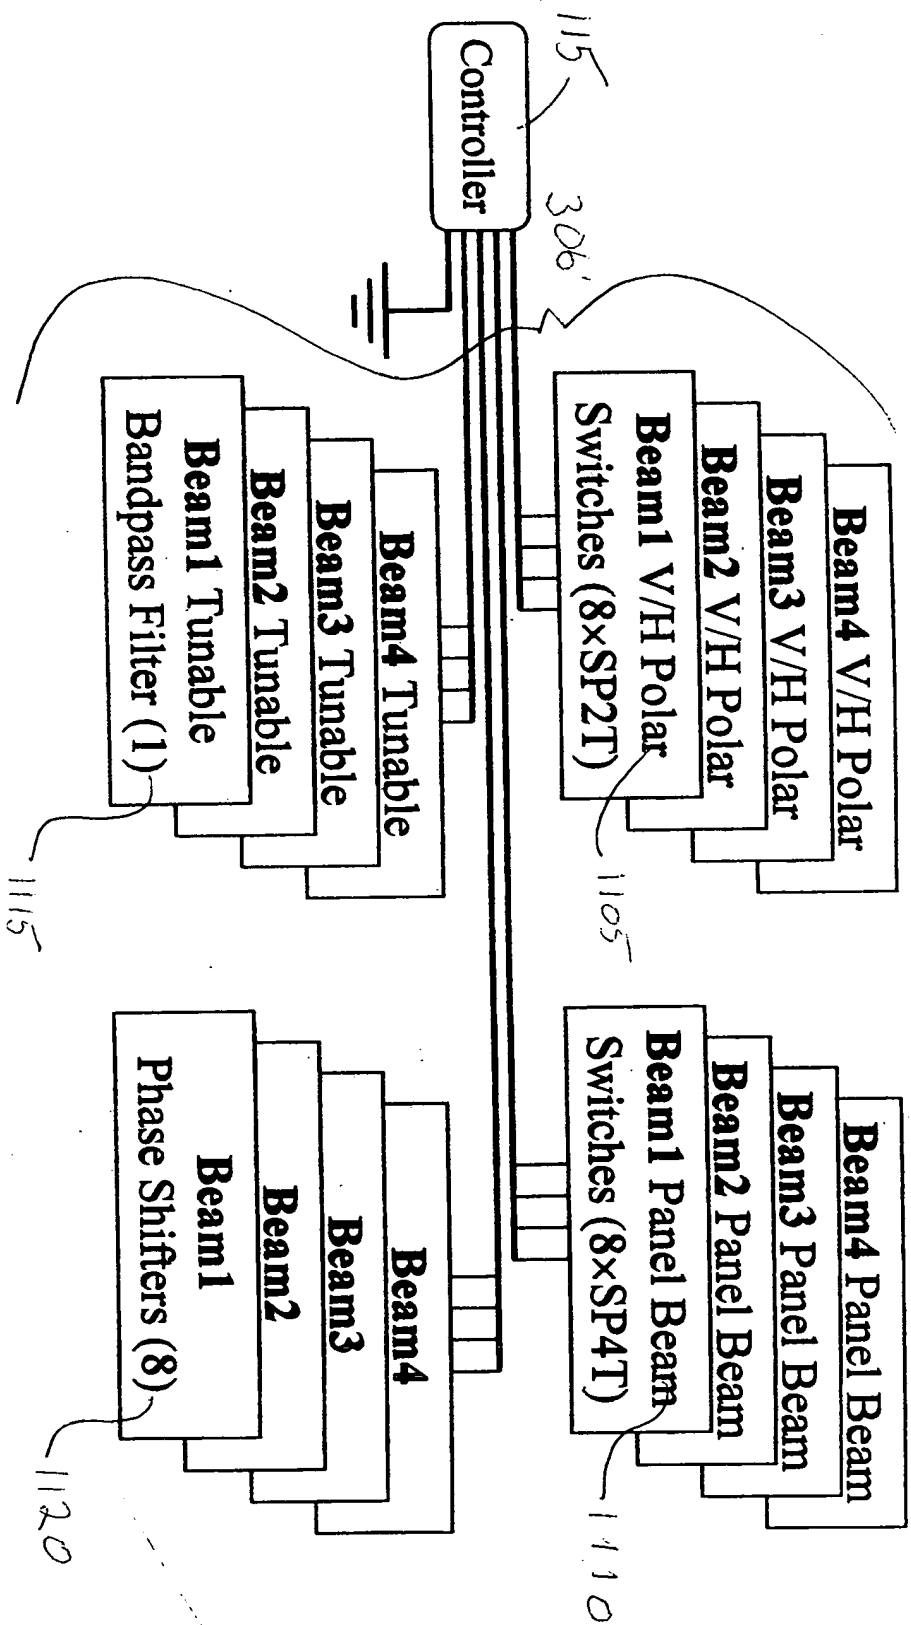 115
Controller
306'
Beam4 V/H Polar
Beam3 V/H Polar
Beam2 V/H Polar
Beam1 V/H Polar
Switches (8×SP2T)
1105
Beam4 Panel Beam
Beam3 Panel Beam
Beam2 Panel Beam
Beam1 Panel Beam
Switches (8×SP4T)
1110
Beam4 Tunable
Beam3 Tunable
Beam2 Tunable
Beam1 Tunable
Bandpass Filter (1)
1115
Beam4
Beam3
Beam2
Beam1
Phase Shifters (8)
1120